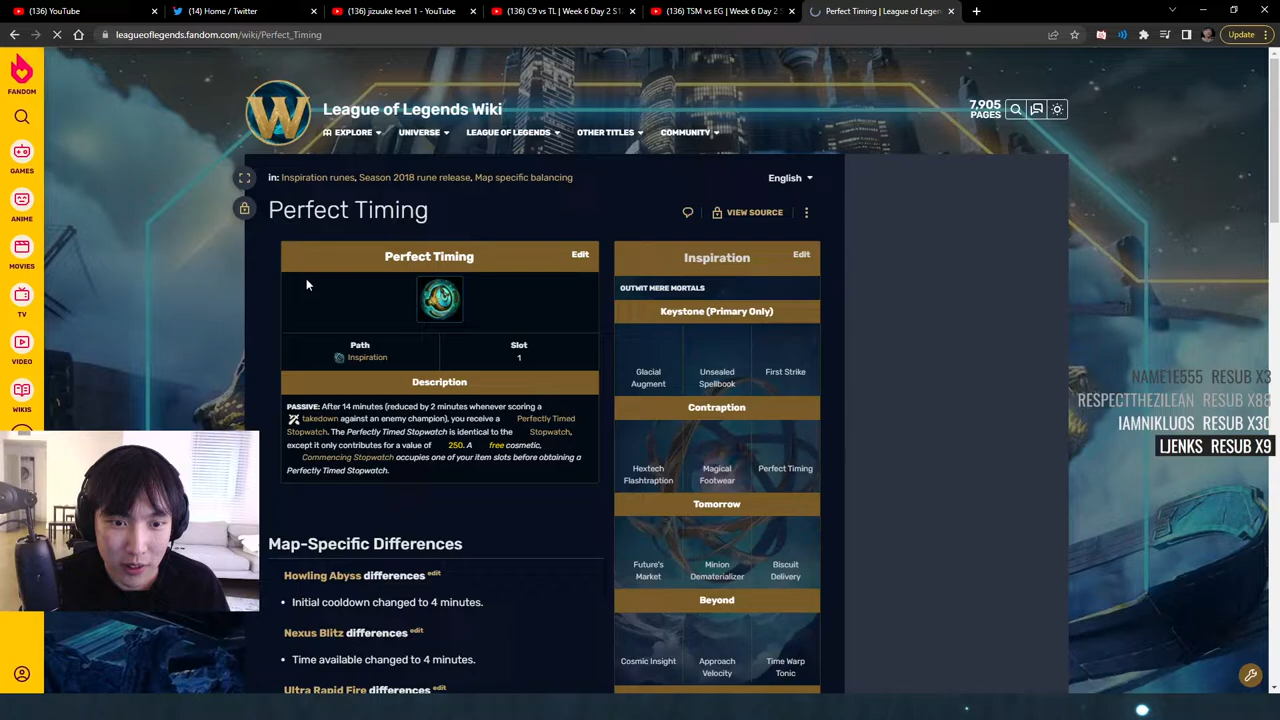 (136) YouTube
(14) Home / Twitter
(136) jizuuke level 1 - YouTube
(136) C9 vs TL | Week 6 Day 2 S1
(136) TSM vs EG | Week 6 Day 2 S
Perfect Timing | League of Legen
leagueoflegends.fandom.com/wiki/Perfect_Timing
Update
FANDOM
GAMES
ANIME
MOVIES
TV
VIDEO
WIKIS
W
League of Legends Wiki
7,905
PAGES
EXPLORE
UNIVERSE
LEAGUE OF LEGENDS
OTHER TITLES
COMMUNITY
in: Inspiration runes, Season 2018 rune release, Map specific balancing
English
Perfect Timing
VIEW SOURCE
Perfect Timing
Edit
Path
Inspiration
Slot
1
Description
PASSIVE: After 14 minutes (reduced by 2 minutes whenever scoring a
takedown against an enemy champion), you receive a Perfectly Timed
Stopwatch. The Perfectly Timed Stopwatch is identical to the Stopwatch,
except it only contributes for a value of 250. A free cosmetic,
Commencing Stopwatch
obtaining a
Stopwatch.
Map-Specific Differences
Howling Abyss differences edit
• Initial cooldown changed to 4 minutes.
Nexus Blitz differences edit
• Time available changed to 4 minutes.
Ultra Rapid Fire differences edit
Inspiration
Edit
OUTWIT MERE MORTALS
Keystone (Primary Only)
Glacial
Augment
Unsealed
Spellbook
First Strike
Contraption
Hextech
Flashtraption
Magical
Footwear
Perfect Timing
Tomorrow
Future's
Market
Minion
Dematerializer
Biscuit
Delivery
Beyond
Cosmic Insight
Approach
Velocity
Time Warp
Tonic
NAME1E555 RESUB X3
RESPECTTHEZILEAN RESUB X88
IAMNIKLUOS RESUB X30
LINKS RESUB X9